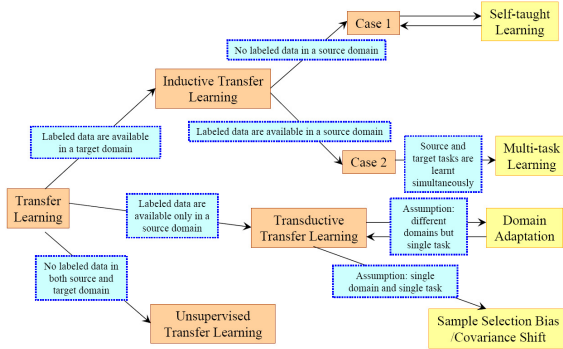 Case 1
Self-taught
Learning
No labeled data in a source domain
Inductive Transfer
Learning
Labeled data are available
in a target domain
Labeled data are available in a source domain
Case 2
Source and
target tasks are
learnt
simultaneously
Multi-task
Learning
Transfer
Learning
Labeled data are
available only in a
source domain
Transductive
Transfer Learning
Assumption:
different
domains but
single task
Domain
Adaptation
No labeled data in
both source and
target domain
Assumption: single
domain and single task
Unsupervised
Transfer Learning
Sample Selection Bias
/Covariance Shift